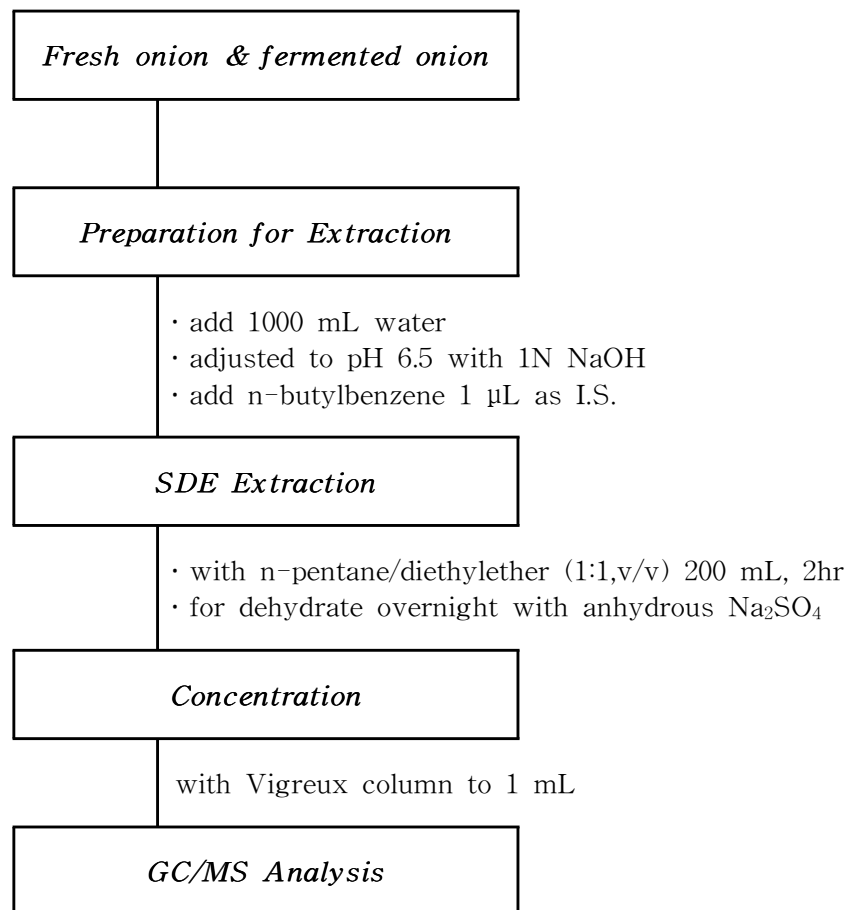 Fresh onion & fermented onion
Preparation for Extraction
· add 1000 mL water
· adjusted to pH 6.5 with 1N NaOH
· add n-butylbenzene 1 μL as I.S.
SDE Extraction
· with n-pentane/diethylether (1:1,v/v) 200 mL, 2hr
· for dehydrate overnight with anhydrous Na₂SO₄
Concentration
with Vigreux column to 1 mL
GC/MS Analysis